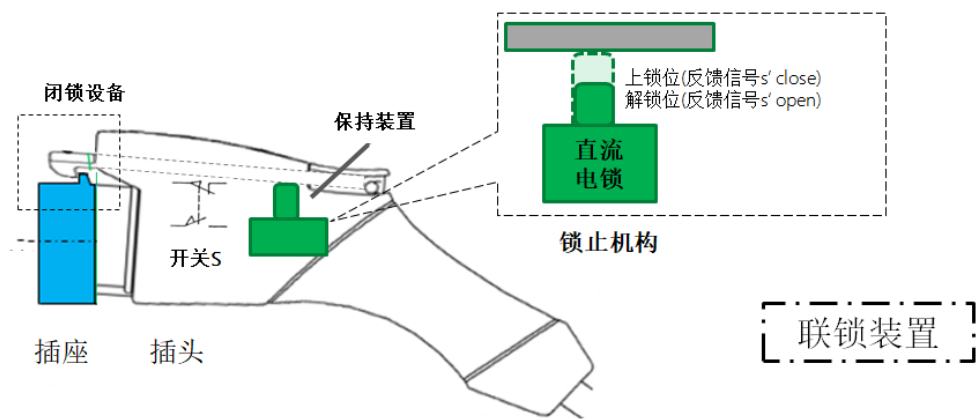 闭锁设备
保持装置
上锁位(反馈信号s' close)
解锁位(反馈信号s' open)
直流
电锁
开关S
锁止机构
插座
插头
联锁装置